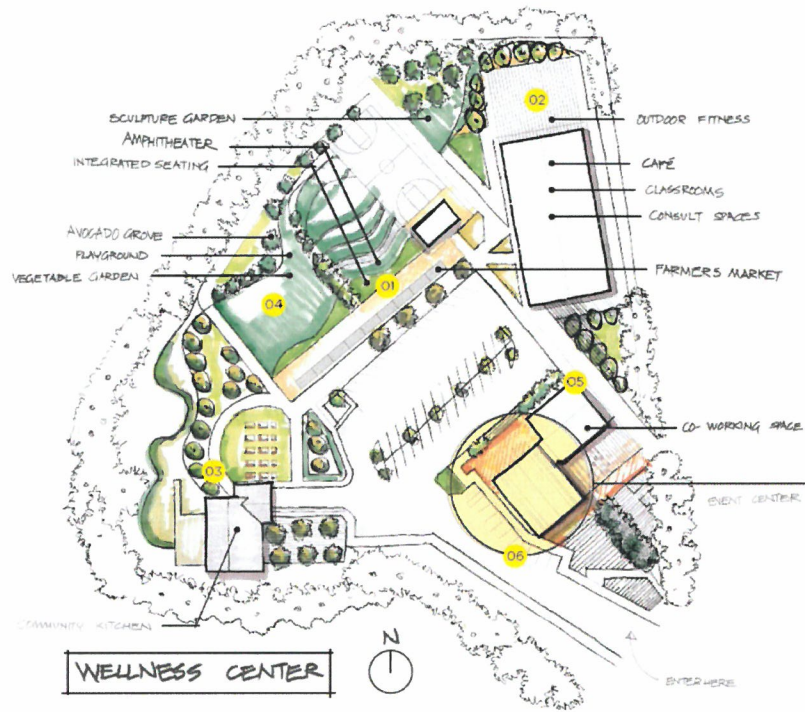 02
SCULPTURE GARDEN
OUTDOOR FITNESS
AMPHITHEATER
INTEGRATED SEATING
CAFÉ
CLASSROOMS
CONSULT SPACES
AVOCADO GROVE
PLAYGROUND
VEGETABLE GARDEN
FARMERS MARKET
01
04
05
CO-WORKING SPACE
03
EVENT CENTER
06
COMMUNITY KITCHEN
N
WELLNESS CENTER
ENTER HERE